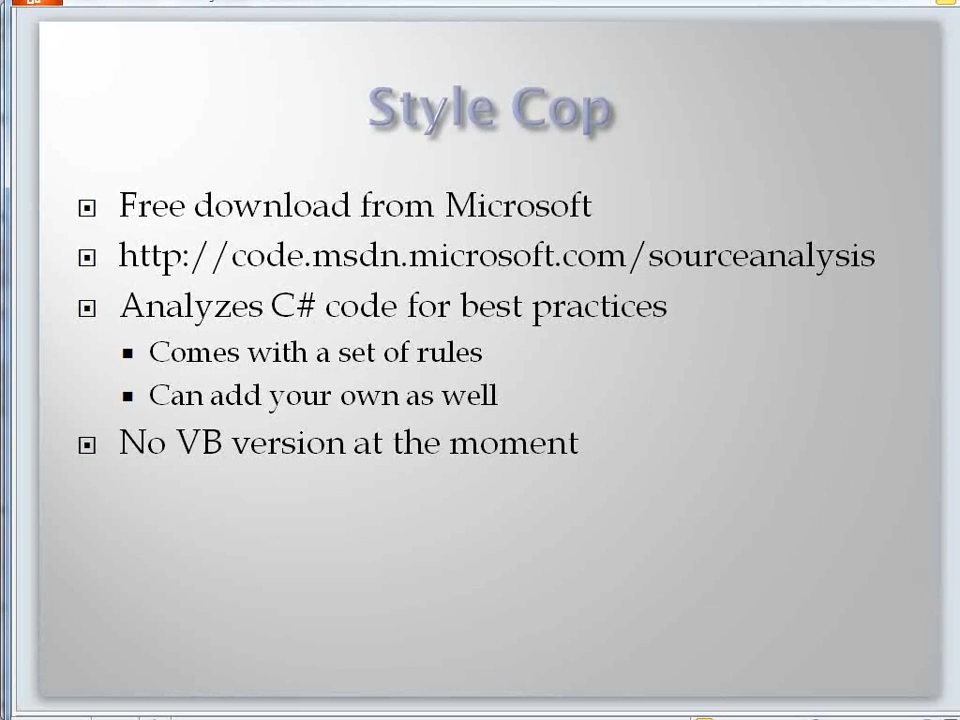 Style Cop
Free download from Microsoft
http://code.msdn.microsoft.com/sourceanalysis
Analyzes C# code for best practices
Comes with a set of rules
Can add your own as well
No VB version at the moment